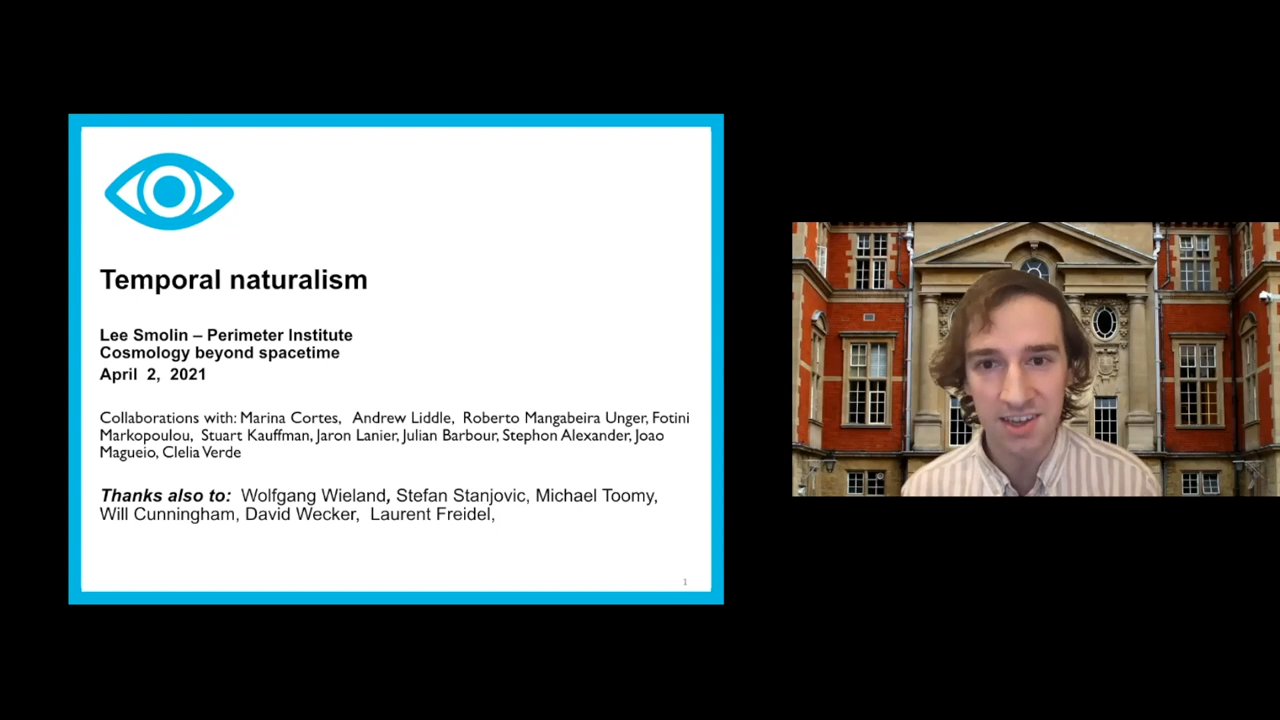 Temporal naturalism
Lee Smolin – Perimeter Institute
Cosmology beyond spacetime
April 2, 2021
Collaborations with: Marina Cortes, Andrew Liddle, Roberto Mangabeira Unger, Fotini
Markopoulou, Stuart Kauffman, Jaron Lanier, Julian Barbour, Stephon Alexander, Joao
Magueio, Clelia Verde
Thanks also to: Wolfgang Wieland, Stefan Stanjovic, Michael Toomy,
Will Cunningham, David Wecker, Laurent Freidel,
1